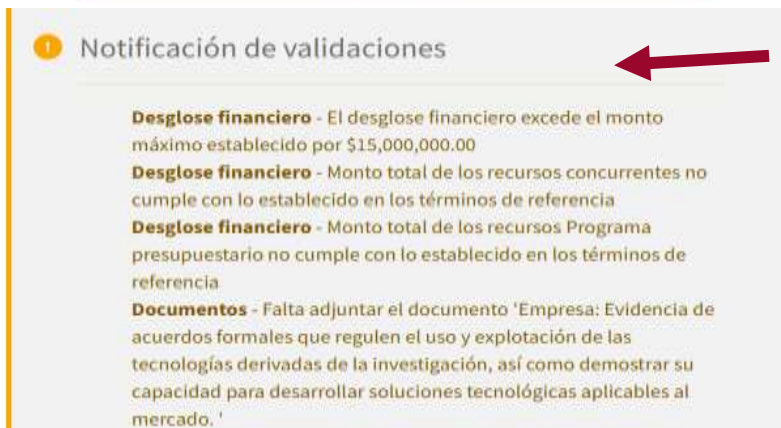 Notificación de validaciones
Desglose financiero - El desglose financiero excede el monto
máximo establecido por $15,000,000.00
Desglose financiero - Monto total de los recursos concurrentes no
cumple con lo establecido en los términos de referencia
Desglose financiero - Monto total de los recursos Programa
presupuestario no cumple con lo establecido en los términos de
referencia
Documentos - Falta adjuntar el documento 'Empresa: Evidencia de
acuerdos formales que regulen el uso y explotación de las
tecnologías derivadas de la investigación, así como demostrar su
capacidad para desarrollar soluciones tecnológicas aplicables al
mercado. '